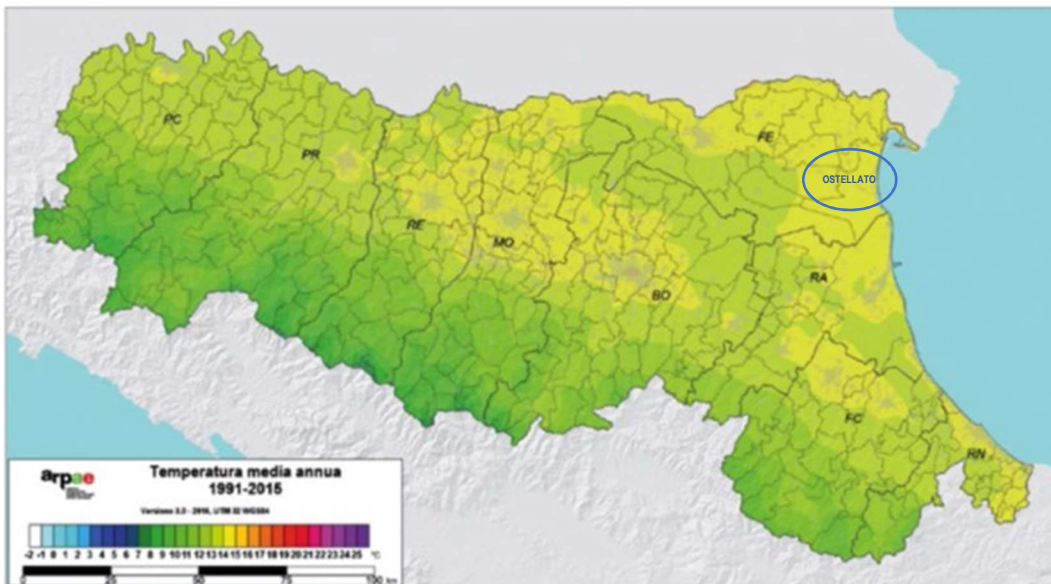 PC
PR
RE
MO
BO
FE
OSTELLATO
RA
FC
RN
arpae
Temperatura media annua
1991-2015
-2 -1 0 1 2 3 4 5 6 7 8 9 10 11 12 13 14 15 16 17 18 19 20 21 22 23 24 25 °C
0 25 50 75 100 km